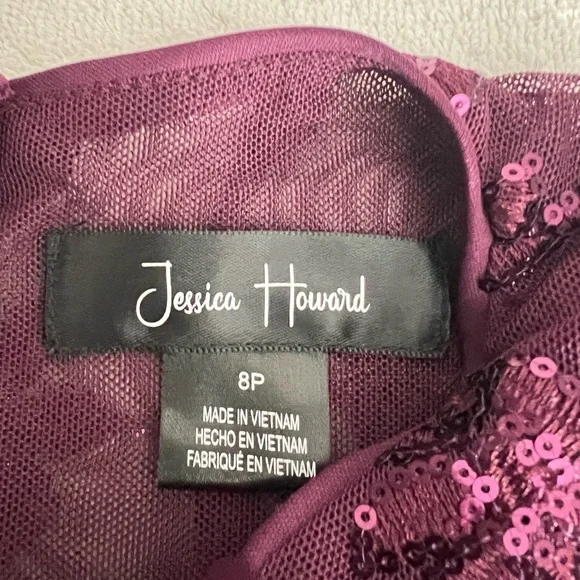 Jessica Howard
8P
MADE IN VIETNAM
HECHO EN VIETNAM
FABRIQUÉ EN VIETNAM